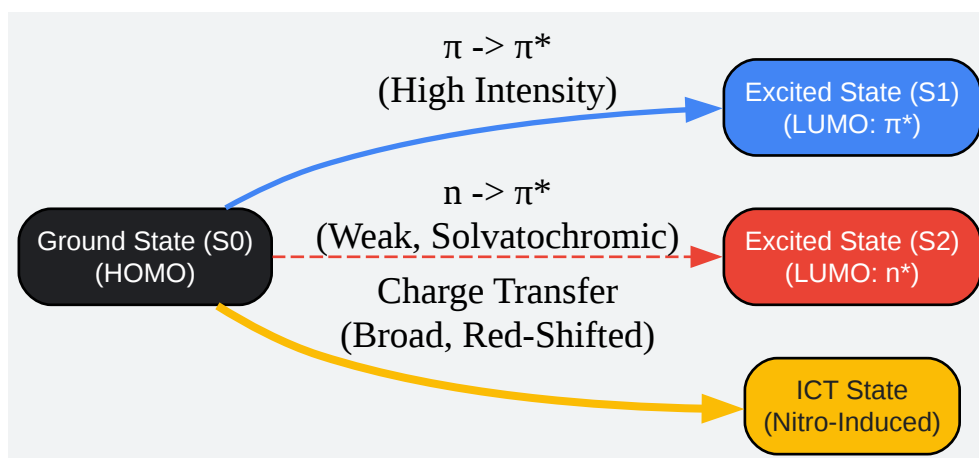 π -> π*
(High Intensity)
Excited State (S1)
(LUMO: π*)
n -> π*
(Weak, Solvatochromic)
Ground State (S0)
(HOMO)
Excited State (S2)
(LUMO: n*)
Charge Transfer
(Broad, Red-Shifted)
ICT State
(Nitro-Induced)